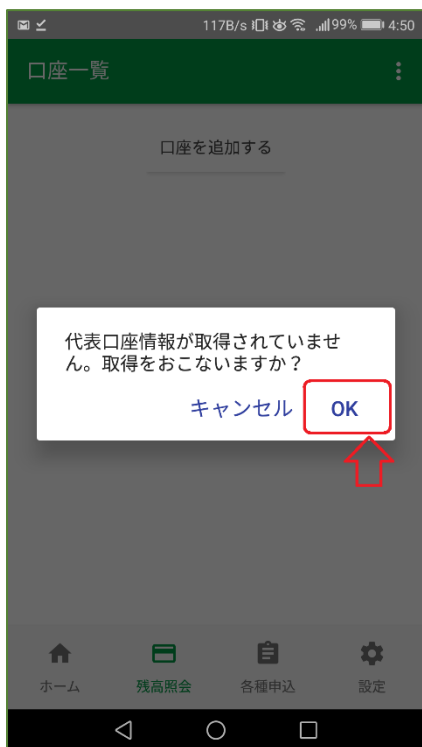 117B/s 99% 4:50
口座一覧
口座を追加する
代表口座情報が取得されていませ
ん。取得をおこないますか？
キャンセル OK
ホーム 残高照会 各種申込 設定